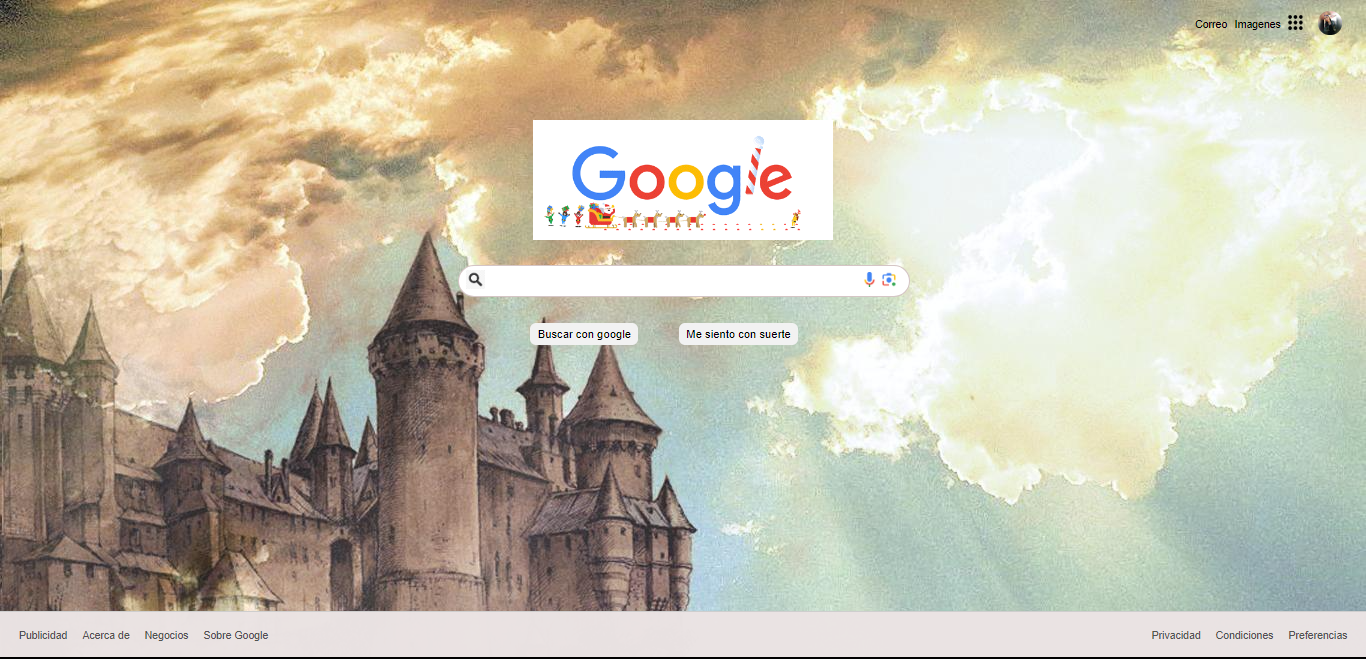 Correo Imagenes
Google
Buscar con google Me siento con suerte
Publicidad Acerca de Negocios Sobre Google Privacidad Condiciones Preferencias